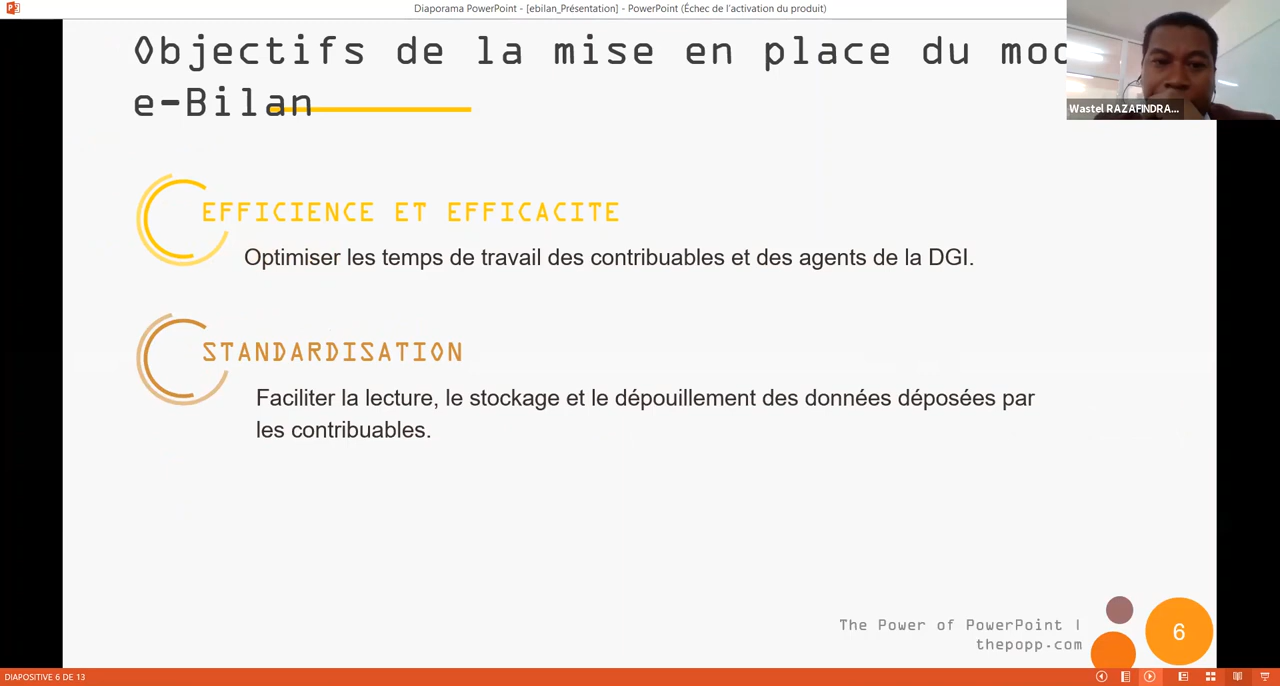 Diaporama PowerPoint - [ebilan_Présentation] - PowerPoint (Échec de l'activation du produit)
Objectifs de la mise en place du
e-Bilan
Wastel RAZAFINDRA...
EFFICIENCE ET EFFICACITE
Optimiser les temps de travail des contribuables et des agents de la DGI.
STANDARDISATION
Faciliter la lecture, le stockage et le dépouillement des données déposées par
les contribuables.
The Power of PowerPoint |
thepopp.com
6
DIAPOSITIVE 6 DE 13